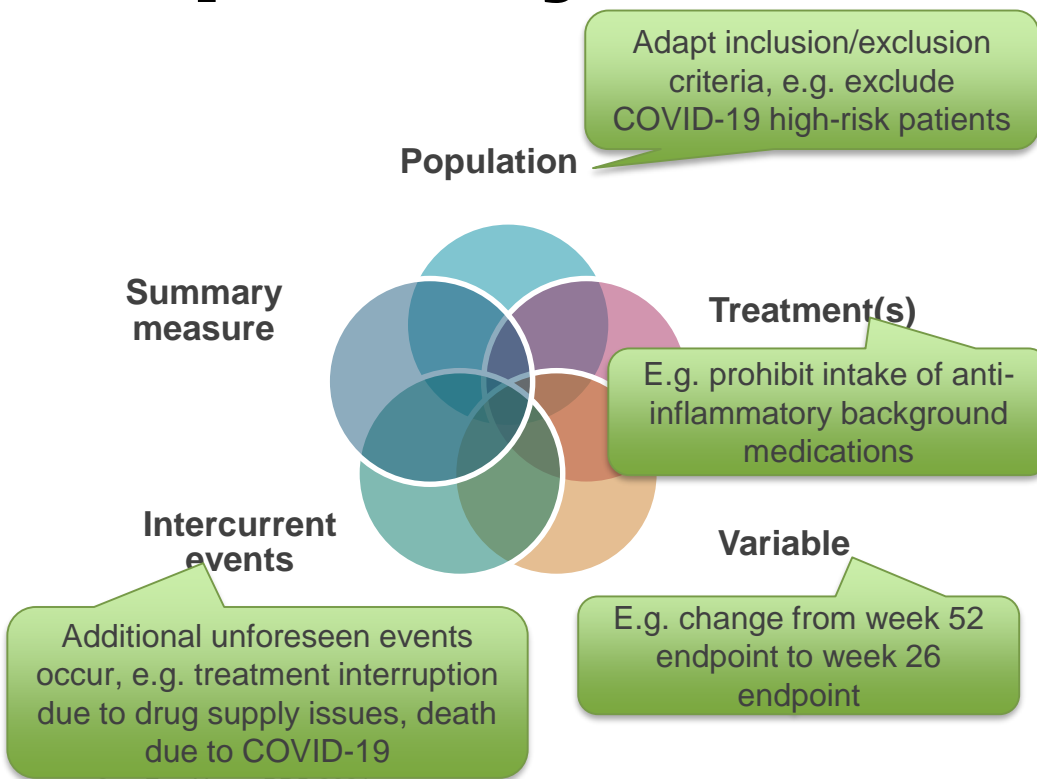 Adapt inclusion/exclusion
criteria, e.g. exclude
COVID-19 high-risk patients
Population
Summary
measure
Treatment(s)
E.g. prohibit intake of anti-
inflammatory background
medications
Intercurrent
events
Variable
Additional unforeseen events
occur, e.g. treatment interruption
due to drug supply issues, death
due to COVID-19
E.g. change from week 52
endpoint to week 26
endpoint